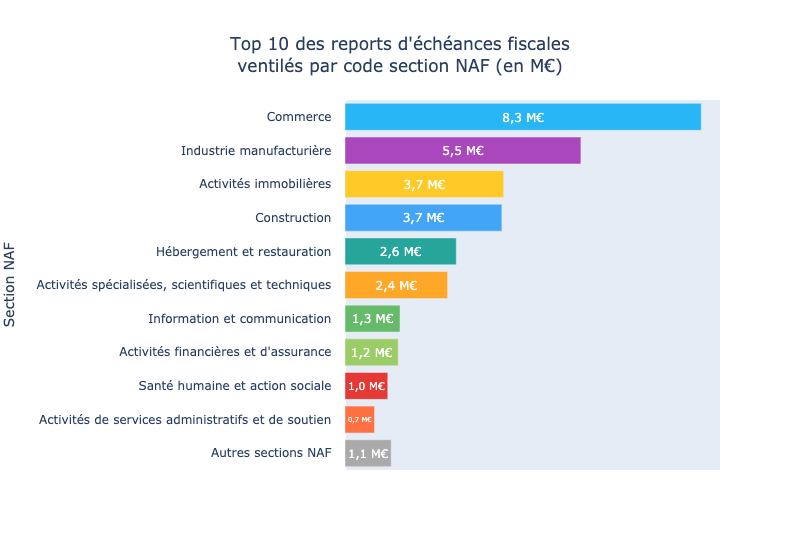 Top 10 des reports d'échéances fiscales
ventilés par code section NAF (en M€)
Section NAF
Commerce 8,3 M€
Industrie manufacturière 5,5 M€
Activités immobilières 3,7 M€
Construction 3,7 M€
Hébergement et restauration 2,6 M€
Activités spécialisées, scientifiques et techniques 2,4 M€
Information et communication 1,3 M€
Activités financières et d'assurance 1,2 M€
Santé humaine et action sociale 1,0 M€
Activités de services administratifs et de soutien 0,7 M€
Autres sections NAF 1,1 M€